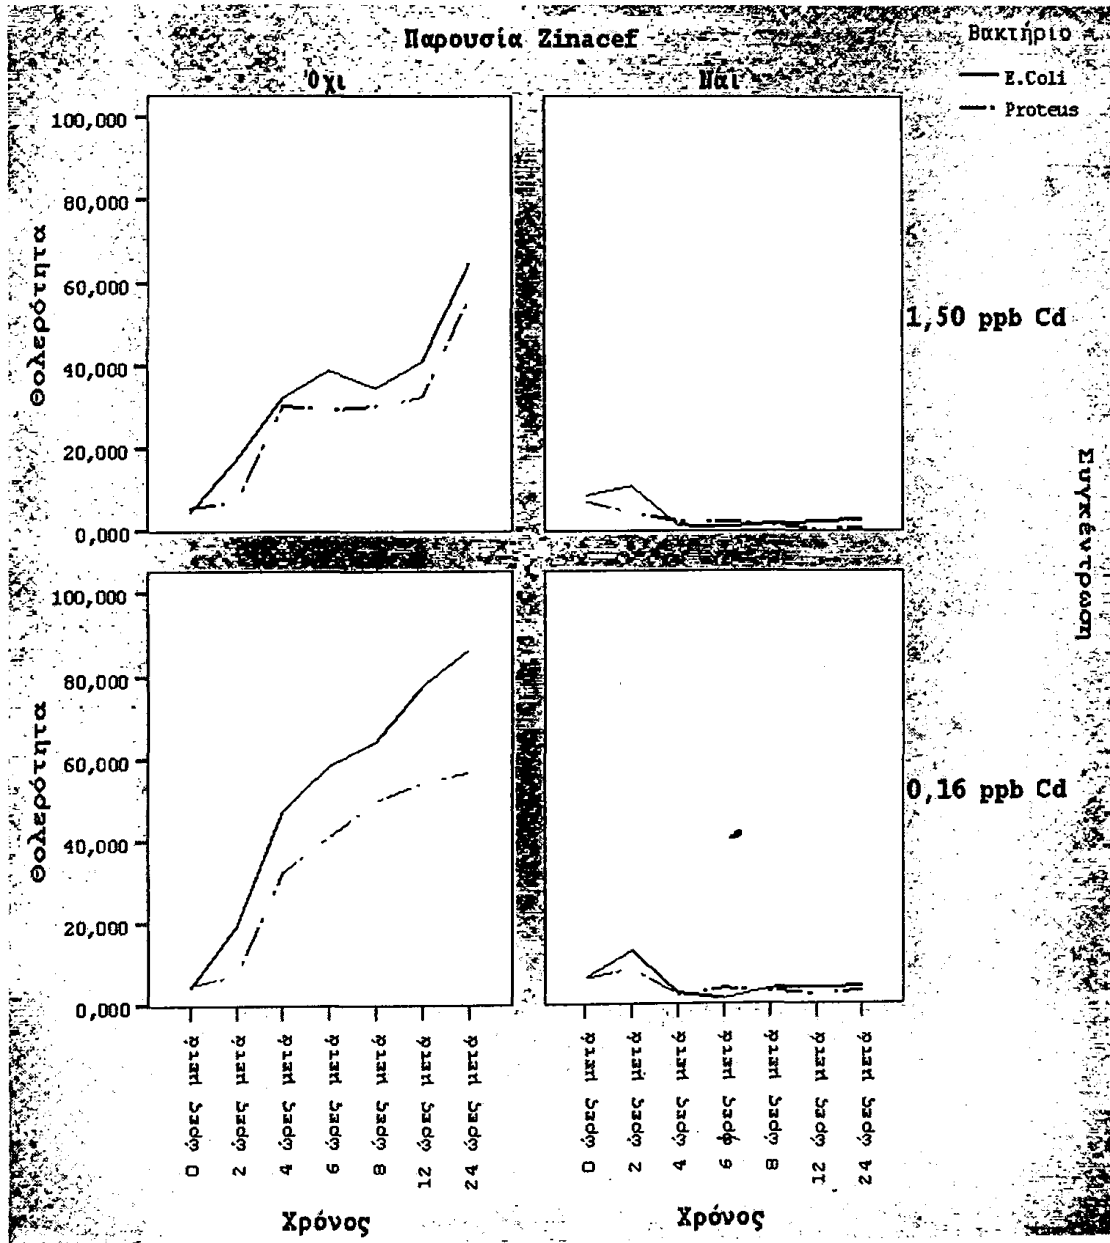 Παρουσία Zinacef
Όχι
Ναι
Βακτήριο
E.Coli
Proteus
Θολερότητα
100,000
80,000
60,000
40,000
20,000
0,000
1,50 ppb Cd
Συγκέντρωση
Θολερότητα
100,000
80,000
60,000
40,000
20,000
0,000
0,16 ppb Cd
0 ώρες μετά
2 ώρες μετά
4 ώρες μετά
6 ώρες μετά
8 ώρες μετά
12 ώρες μετά
24 ώρες μετά
0 ώρες μετά
2 ώρες μετά
4 ώρες μετά
6 ώρες μετά
8 ώρες μετά
12 ώρες μετά
24 ώρες μετά
Χρόνος
Χρόνος